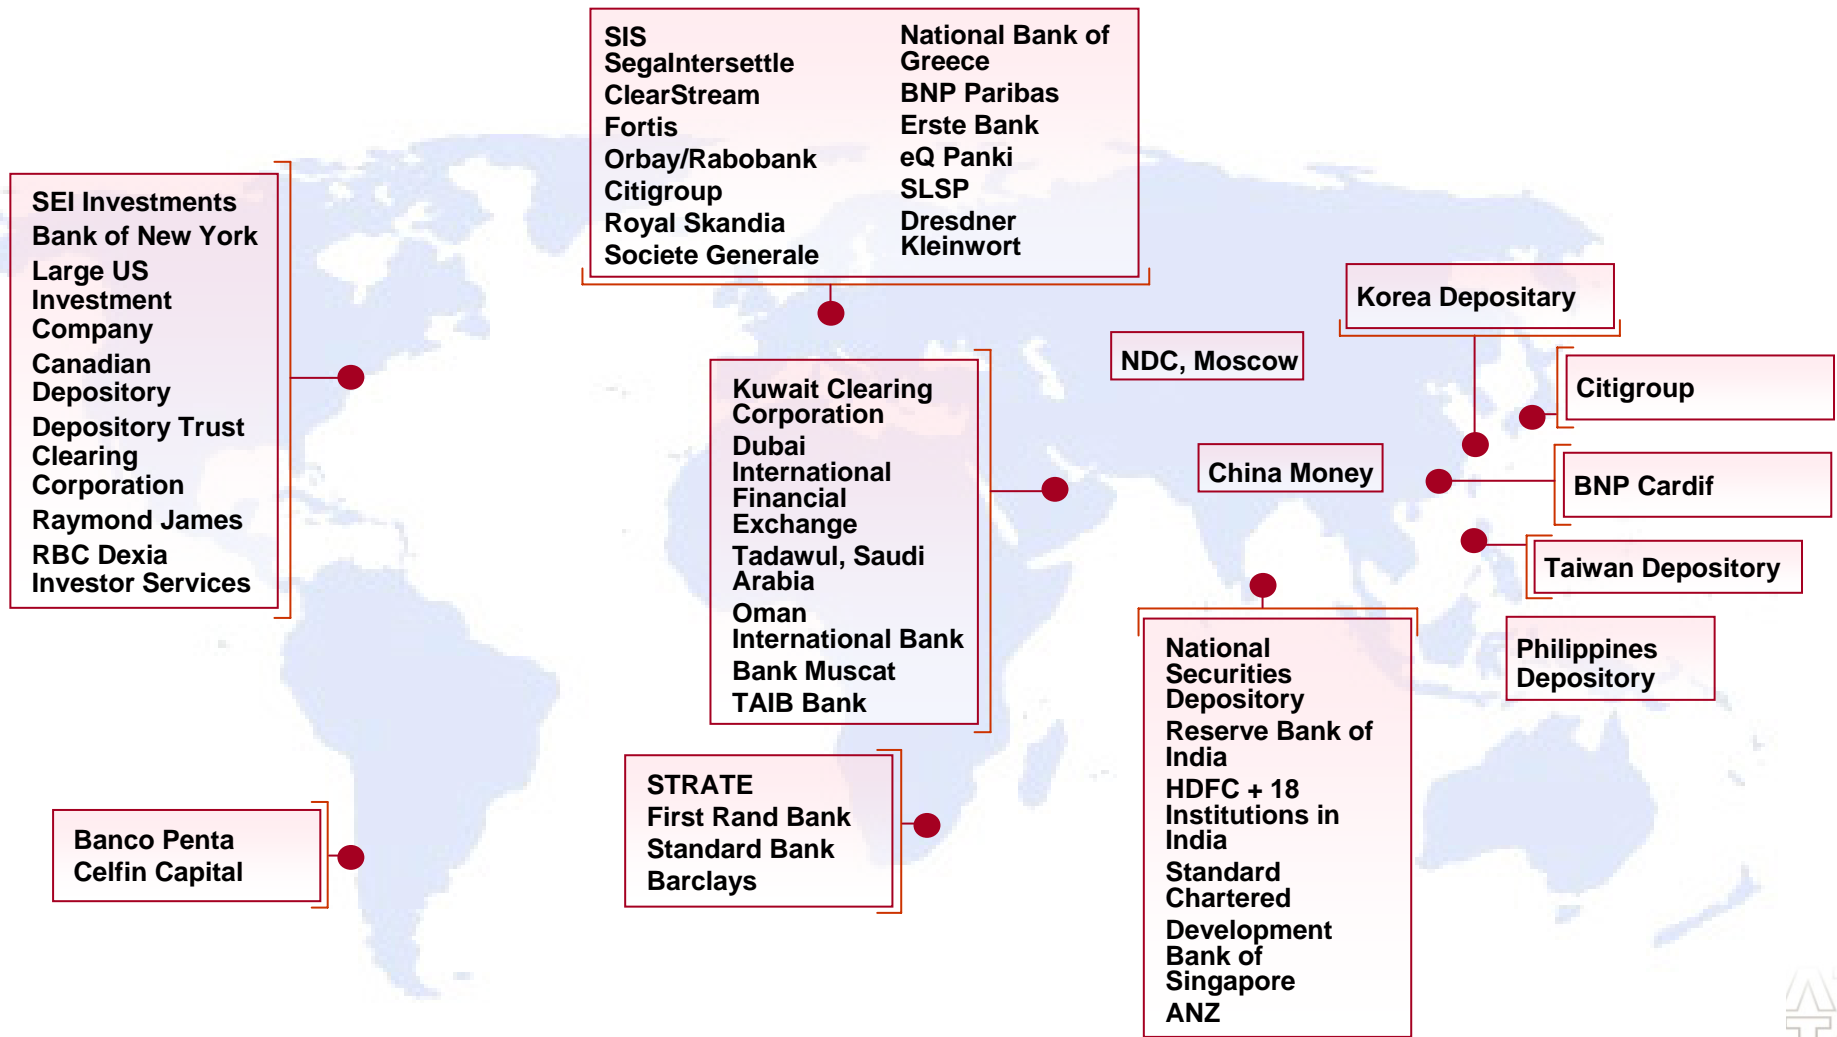 SIS
SegaIntersettle
ClearStream
Fortis
Orbay/Rabobank
Citigroup
Royal Skandia
Societe Generale
National Bank of
Greece
BNP Paribas
Erste Bank
eQ Panki
SLSP
Dresdner
Kleinwort
SEI Investments
Bank of New York
Large US
Investment
Company
Canadian
Depository
Depository Trust
Clearing
Corporation
Raymond James
RBC Dexia
Investor Services
Kuwait Clearing
Corporation
Dubai
International
Financial
Exchange
Tadawul, Saudi
Arabia
Oman
International Bank
Bank Muscat
TAIB Bank
NDC, Moscow
Korea Depositary
Citigroup
China Money
BNP Cardif
Taiwan Depository
Philippines
Depository
National
Securities
Depository
Reserve Bank of
India
HDFC + 18
Institutions in
India
Standard
Chartered
Development
Bank of
Singapore
ANZ
STRATE
First Rand Bank
Standard Bank
Barclays
Banco Penta
Celfin Capital